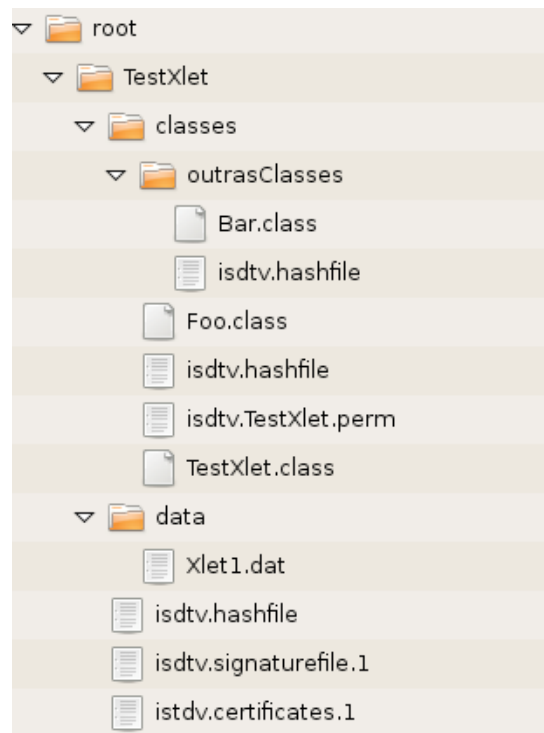 root
TestXlet
classes
outrasClasses
Bar.class
isdtv.hashfile
Foo.class
isdtv.hashfile
isdtv.TestXlet.perm
TestXlet.class
data
Xlet1.dat
isdtv.hashfile
isdtv.signaturefile.1
istdv.certificates.1